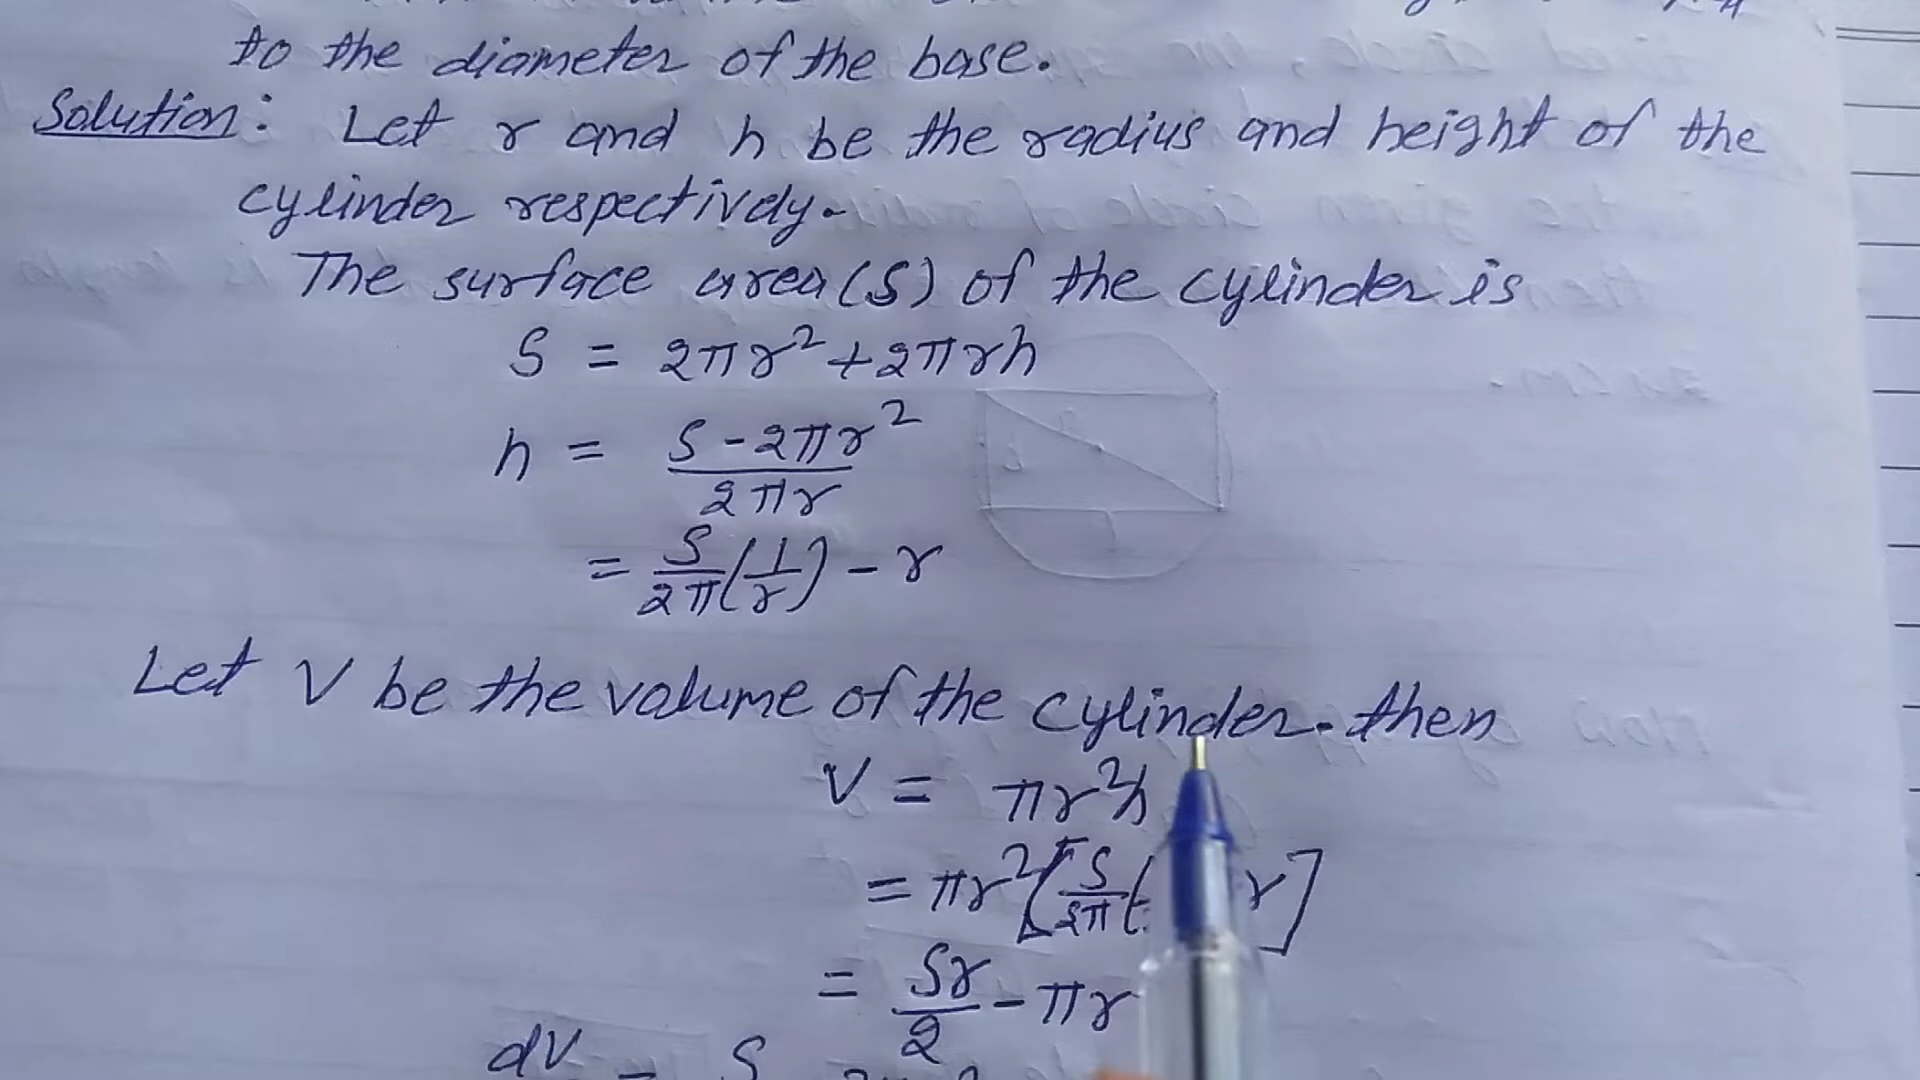 to the diameter of the base.
Solution: Let r and h be the radius and height of the
cylinder respectively.
The surface area (S) of the cylinder is
S = 2πr² + 2πrh
h = (S - 2πr²)/(2πr)
= S/(2π) (1/r) - r
Let V be the volume of the cylinder. then
V = πr²h
= πr² [S/(2π) ( r]
= Sr/2 - πr
dV = S